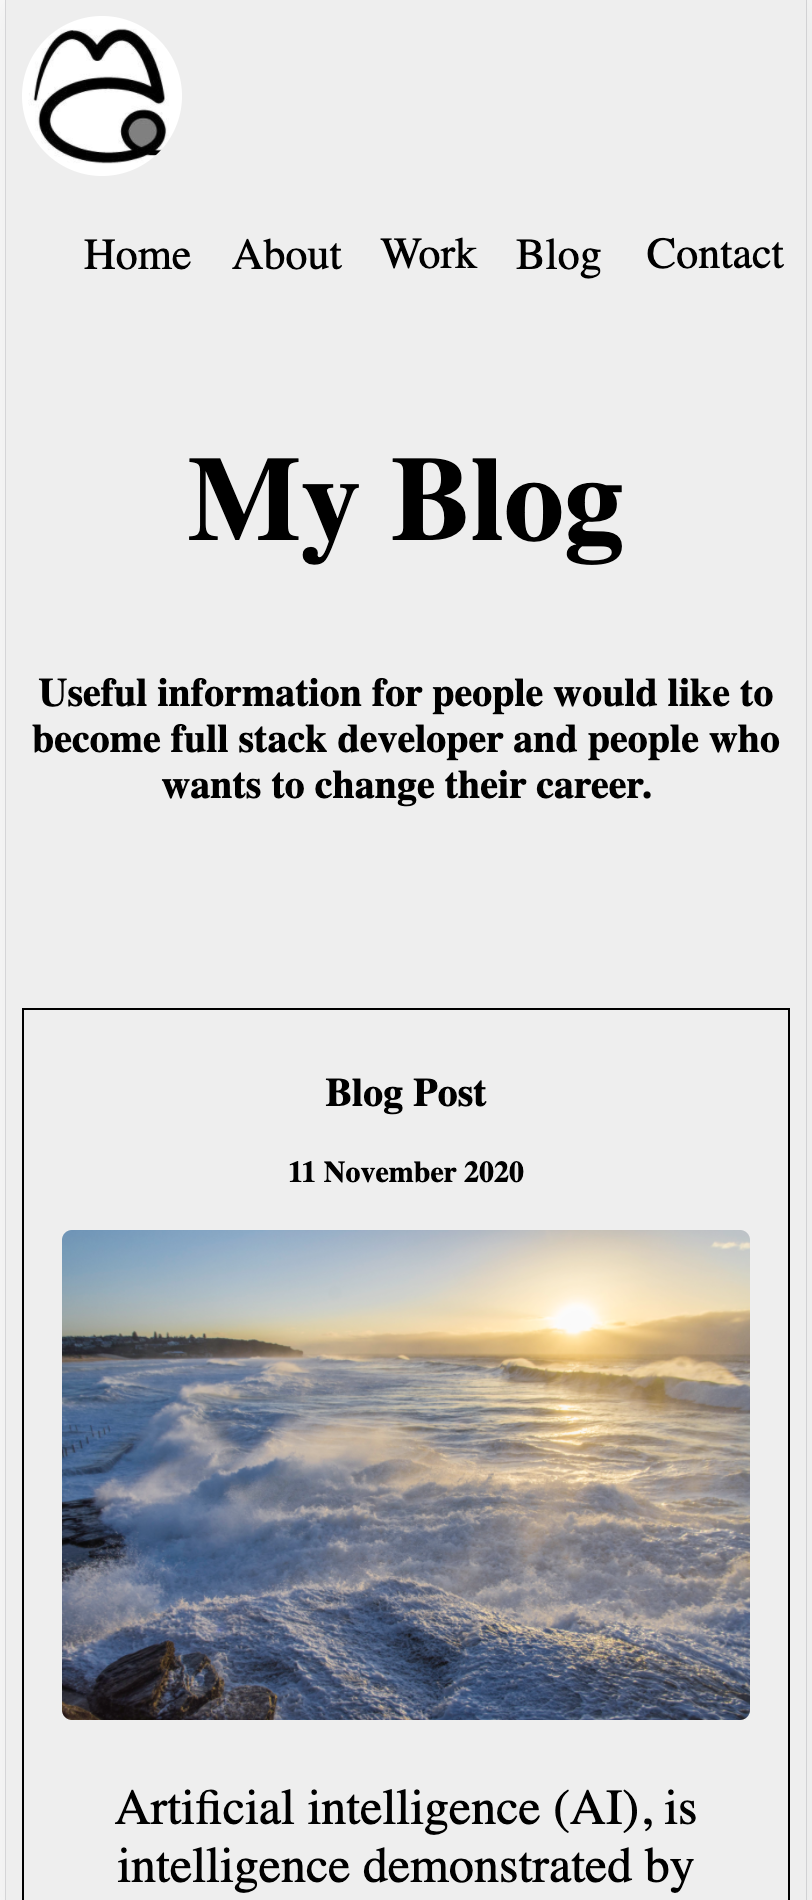 Home About Work Blog Contact
My Blog
Useful information for people would like to
become full stack developer and people who
wants to change their career.
Blog Post
11 November 2020
Artificial intelligence (AI), is
intelligence demonstrated by